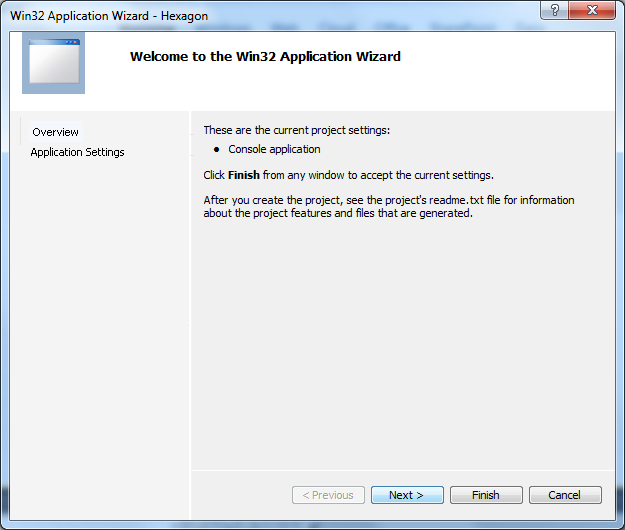 Win32 Application Wizard - Hexagon
Welcome to the Win32 Application Wizard
Overview
Application Settings
These are the current project settings:
• Console application
Click Finish from any window to accept the current settings.
After you create the project, see the project's readme.txt file for information
about the project features and files that are generated.
< Previous
Next >
Finish
Cancel